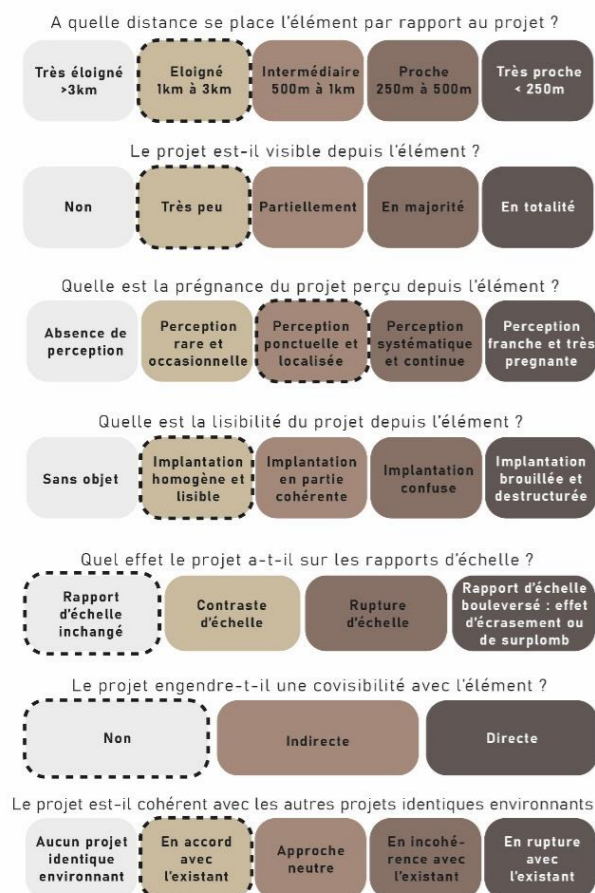 A quelle distance se place l'élément par rapport au projet ?
Très éloigné
>3km
Eloigné
1km à 3km
Intermédiaire
500m à 1km
Proche
250m à 500m
Très proche
< 250m
Le projet est-il visible depuis l'élément ?
Non
Très peu
Partiellement
En majorité
En totalité
Quelle est la prégnance du projet perçu depuis l'élément ?
Absence de
perception
Perception
rare et
occasionnelle
Perception
ponctuelle et
localisée
Perception
systématique
et continue
Perception
franche et très
pregnante
Quelle est la lisibilité du projet depuis l'élément ?
Sans objet
Implantation
homogène et
lisible
Implantation
en partie
cohérente
Implantation
confuse
Implantation
brouillée et
destructurée
Quel effet le projet a-t-il sur les rapports d'échelle ?
Rapport
d'échelle
inchangé
Contraste
d'échelle
Rupture
d'échelle
Rapport d'échelle
bouleversé : effet
d'écrasement ou
de surplomb
Le projet engendre-t-il une covisibilité avec l'élément ?
Non
Indirecte
Directe
Le projet est-il cohérent avec les autres projets identiques environnants
Aucun projet
identique
environnant
En accord
avec
l'existant
Approche
neutre
En incohé-
rence avec
l'existant
En rupture
avec
l'existant